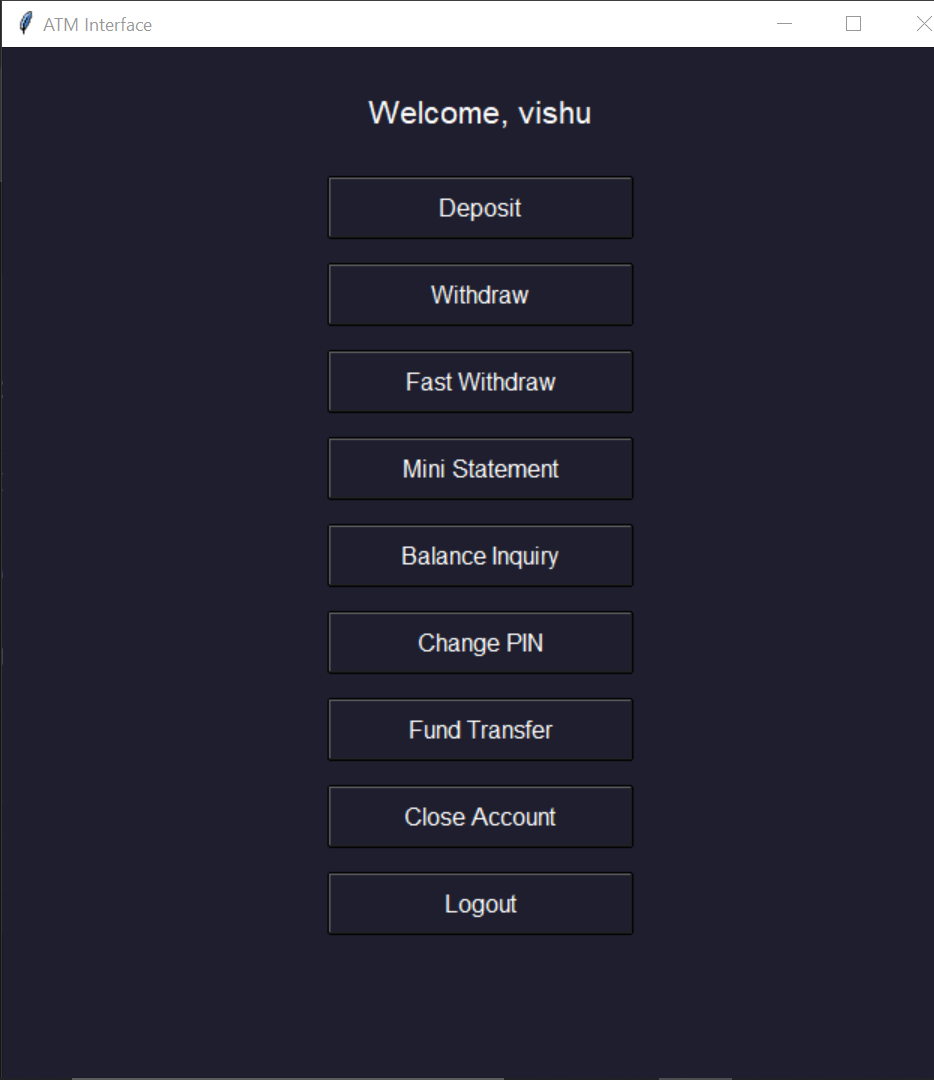 ATM Interface
Welcome, vishu
Deposit
Withdraw
Fast Withdraw
Mini Statement
Balance Inquiry
Change PIN
Fund Transfer
Close Account
Logout